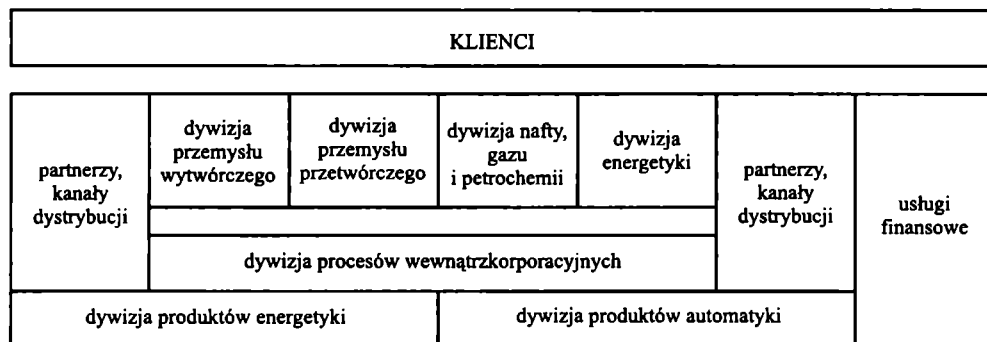 KLIENCI
partnerzy,
kanały
dystrybucji
dywizja
przemysłu
wytwórczego
dywizja
przemysłu
przetwórczego
dywizja nafty,
gazu
i petrochemii
dywizja
energetyki
partnerzy,
kanały
dystrybucji
usługi
finansowe
dywizja procesów wewnątrzkorporacyjnych
dywizja produktów energetyki
dywizja produktów automatyki